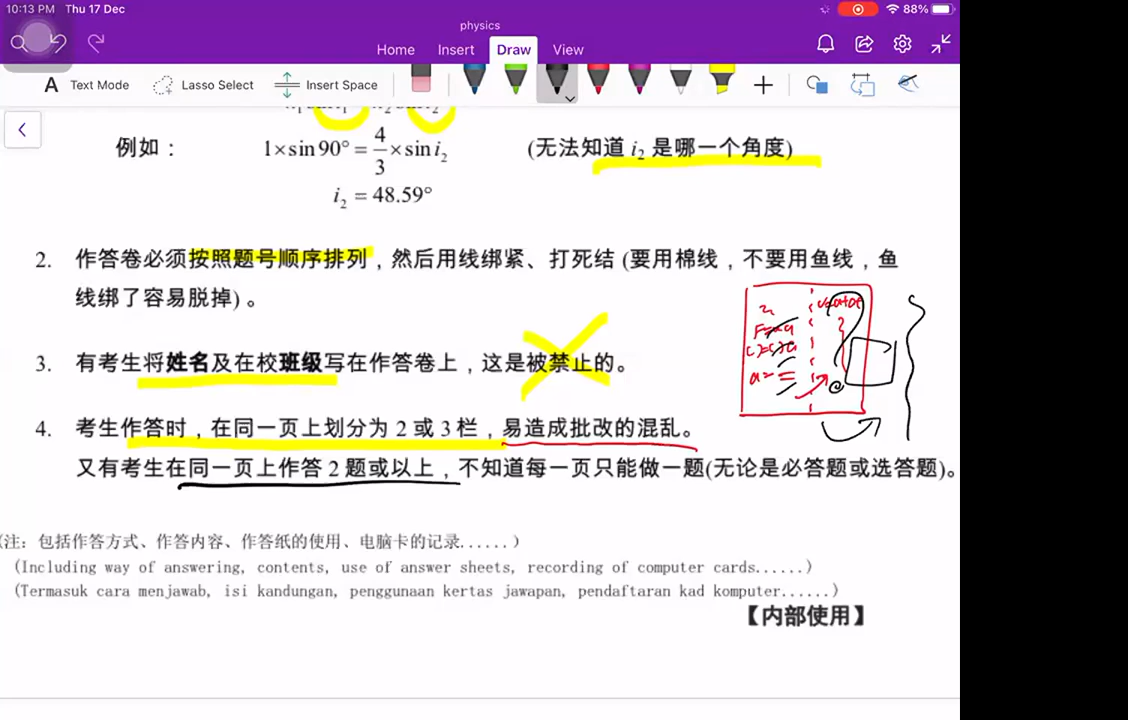 10:13 PM Thu 17 Dec
88%
physics
Home Insert Draw View
Text Mode Lasso Select Insert Space
例如： 1×sin 90° = 4/3 × sin i₂ (无法知道 i₂ 是哪一个角度)
i₂ = 48.59°
2. 作答卷必须按照题号顺序排列，然后用线绑紧、打死结 (要用棉线，不要用鱼线，鱼
线绑了容易脱掉) 。
3. 有考生将姓名及在校班级写在作答卷上，这是被禁止的。
4. 考生作答时，在同一页上划分为 2 或 3 栏，易造成批改的混乱。
又有考生在同一页上作答 2 题或以上，不知道每一页只能做一题(无论是必答题或选答题)。
(注：包括作答方式、作答内容、作答纸的使用、电脑卡的记录......)
(Including way of answering, contents, use of answer sheets, recording of computer cards......)
(Termasuk cara menjawab, isi kandungan, penggunaan kertas jawapan, pendaftaran kad komputer......)
【内部使用】